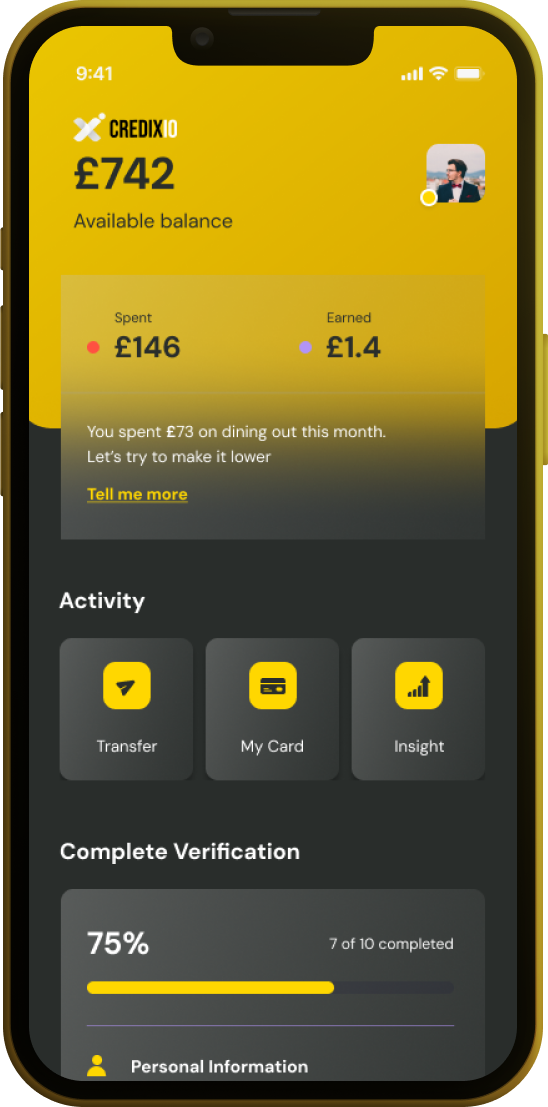 9:41
CREDIXIO
£742
Available balance
Spent
Earned
£146
£1.4
You spent £73 on dining out this month.
Let's try to make it lower
Tell me more
Activity
Transfer
My Card
Insight
Complete Verification
75%
7 of 10 completed
Personal Information